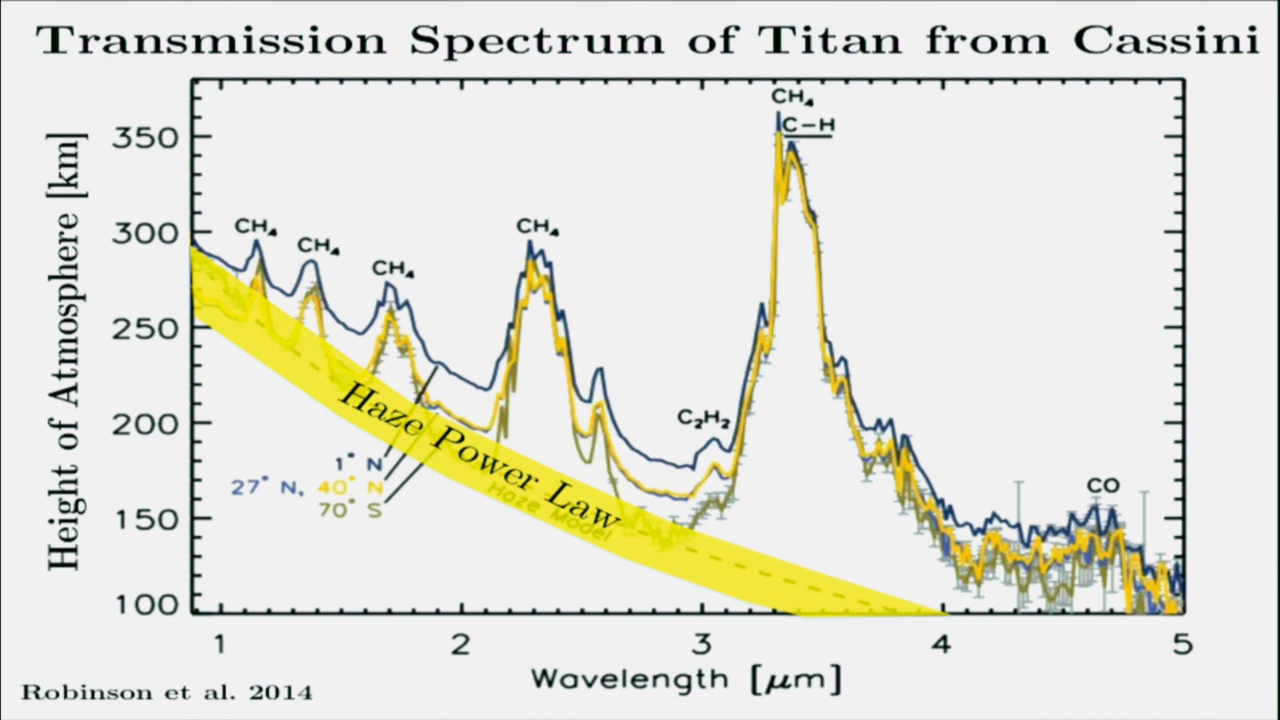 Transmission Spectrum of Titan from Cassini
Height of Atmosphere [km]
350
300
250
200
150
100
CH₄
CH₄
CH₄
CH₄
CH₄
C-H
C₂H₂
CO
1° N
27° N, 40° N
70° S
Haze Power Law
Haze Model
1 2 3 4 5
Wavelength [μm]
Robinson et al. 2014